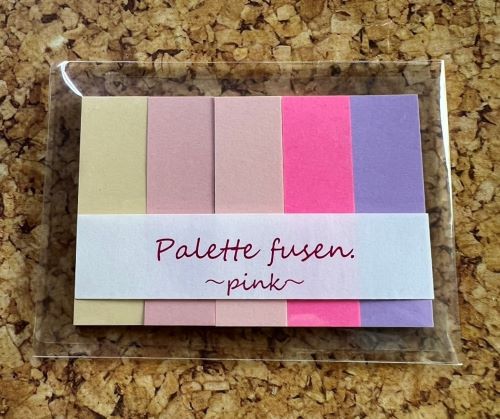 Palette fusen.
～pink～